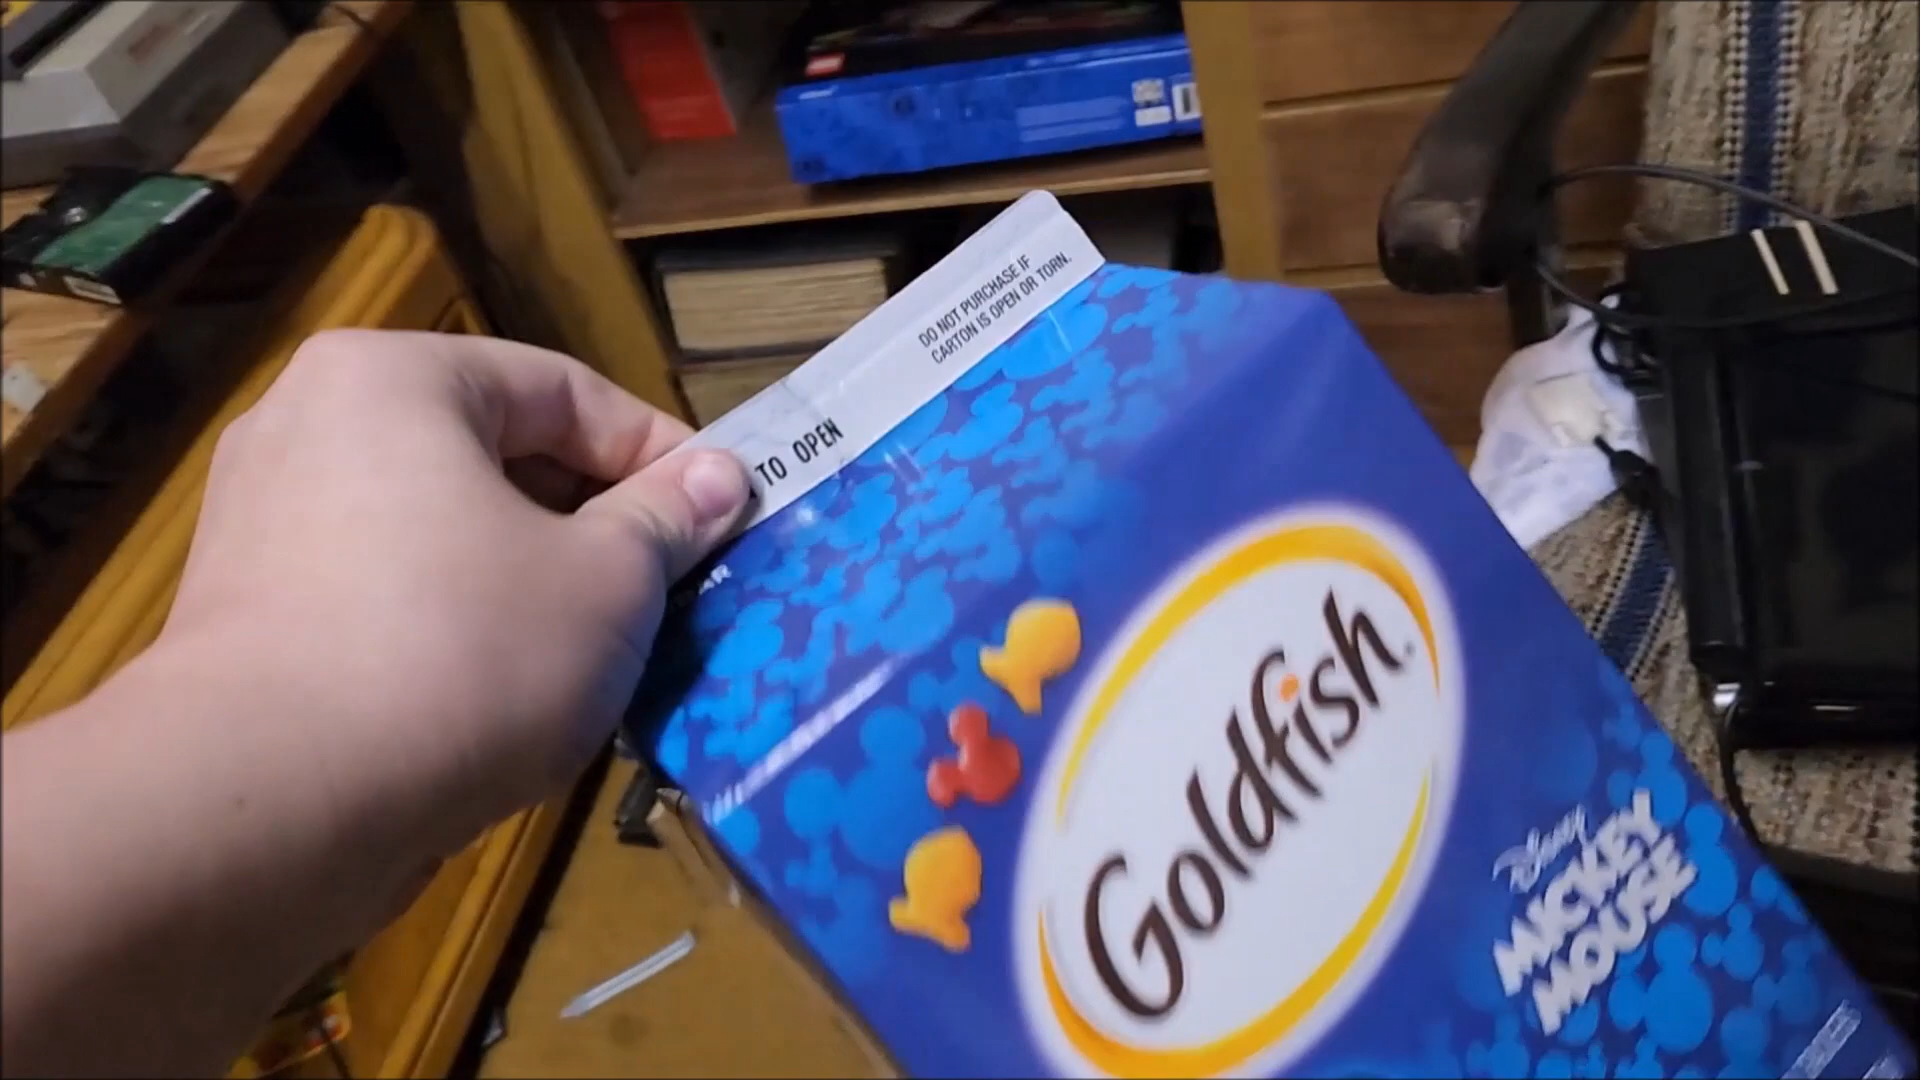 DO NOT PURCHASE IF
CARTON IS OPEN OR TORN.
TO OPEN
Goldfish
Disney
MICKEY
MOUSE